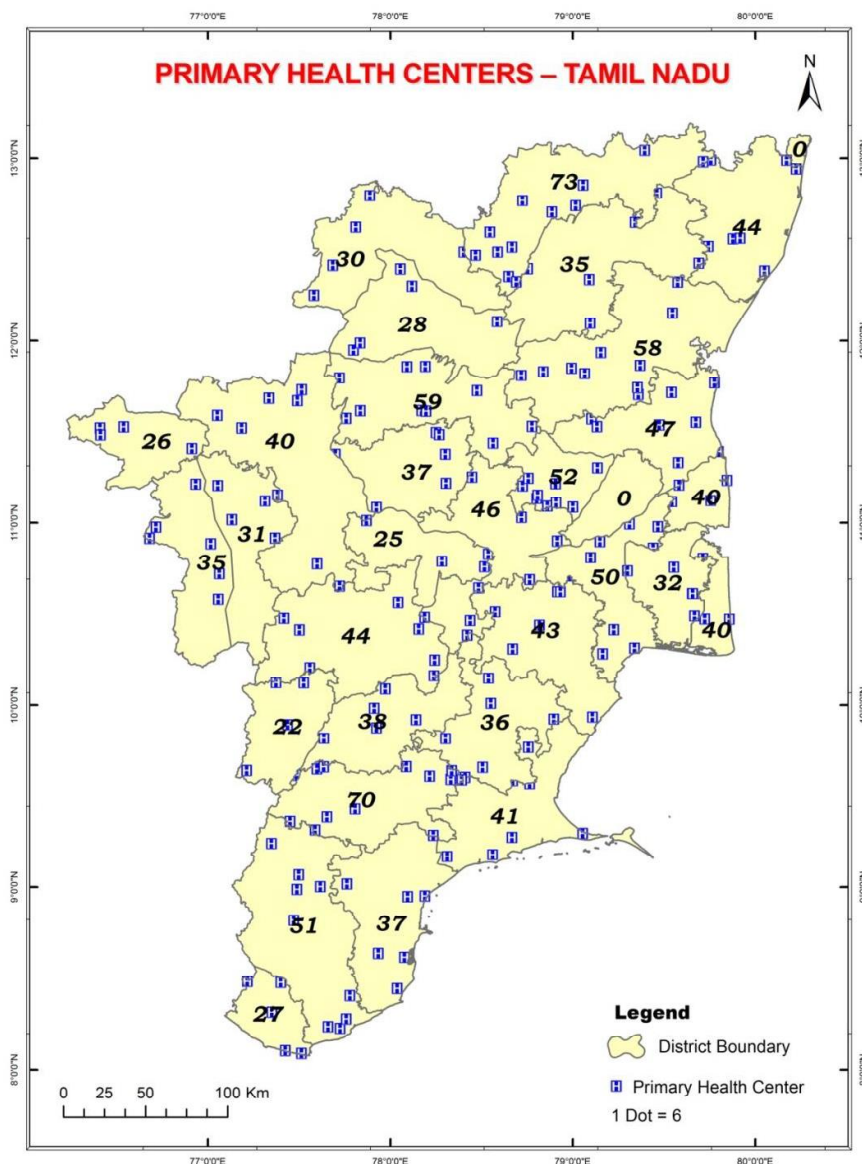 77°0'0"E 78°0'0"E 79°0'0"E 80°0'0"E
PRIMARY HEALTH CENTERS – TAMIL NADU
N
0
13°0'0"N
73
44
30
35
28
12°0'0"N
58
59
47
26
40
37
52
0
40
46
11°0'0"N
31
25
35
50
32
44
43
40
10°0'0"N
22
38
36
70
41
9°0'0"N
37
51
27
Legend
District Boundary
8°0'0"N
H Primary Health Center
0 25 50 100 Km
1 Dot = 6
77°0'0"E 78°0'0"E 79°0'0"E 80°0'0"E